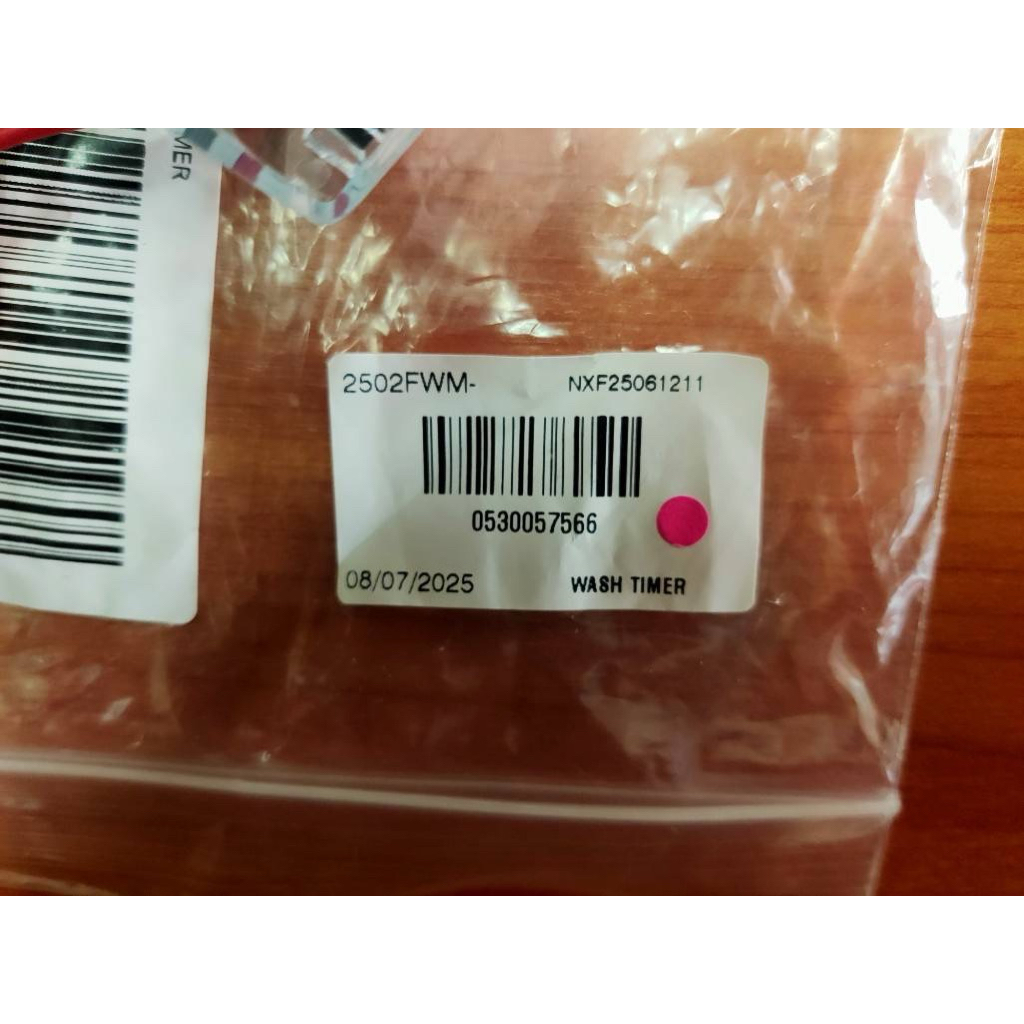 MER
2502FWM- NXF25061211
0530057566
08/07/2025 WASH TIMER